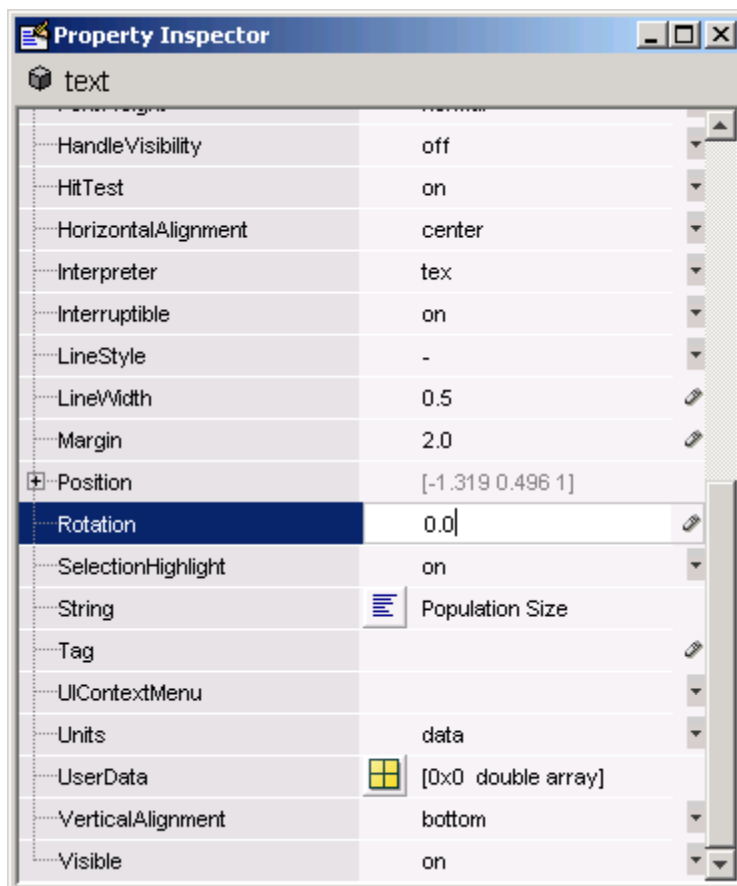 Property Inspector
text
HandleVisibility off
HitTest on
HorizontalAlignment center
Interpreter tex
Interruptible on
LineStyle -
LineWidth 0.5
Margin 2.0
Position [-1.319 0.496 1]
Rotation 0.0
SelectionHighlight on
String Population Size
Tag
UIContextMenu
Units data
UserData [0x0 double array]
VerticalAlignment bottom
Visible on